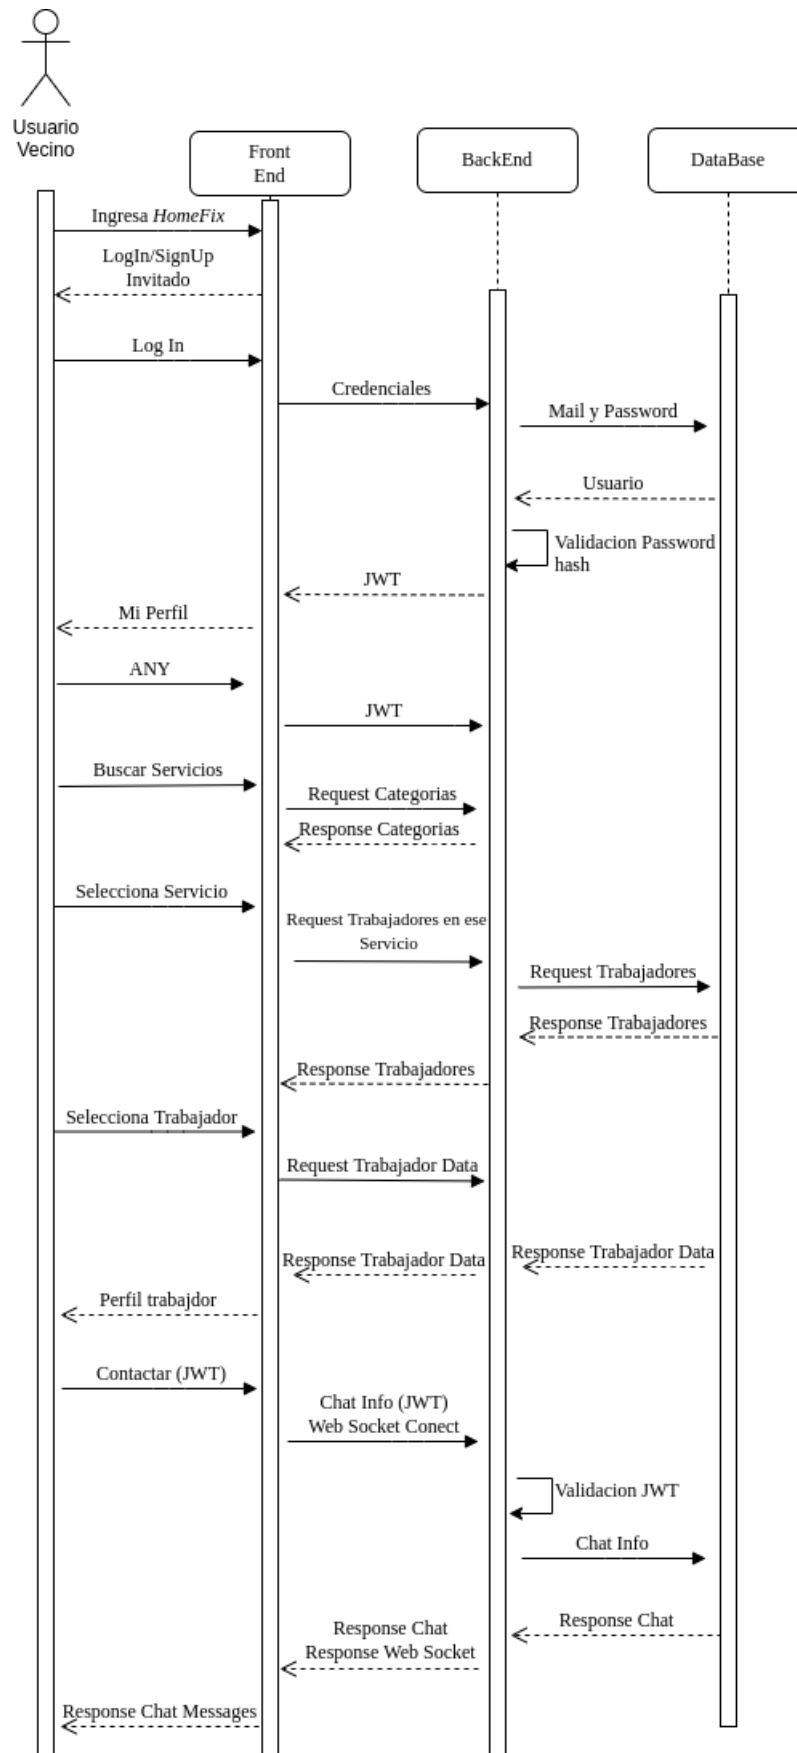 Usuario
Vecino
Front
End
BackEnd
DataBase
Ingresa HomeFix
LogIn/SignUp
Invitado
Log In
Credenciales
Mail y Password
Usuario
Validacion Password
hash
JWT
Mi Perfil
ANY
JWT
Buscar Servicios
Request Categorias
Response Categorias
Selecciona Servicio
Request Trabajadores en ese
Servicio
Request Trabajadores
Response Trabajadores
Response Trabajadores
Selecciona Trabajador
Request Trabajador Data
Response Trabajador Data
Response Trabajador Data
Perfil trabajdor
Contactar (JWT)
Chat Info (JWT)
Web Socket Conect
Validacion JWT
Chat Info
Response Chat
Response Chat
Response Web Socket
Response Chat Messages